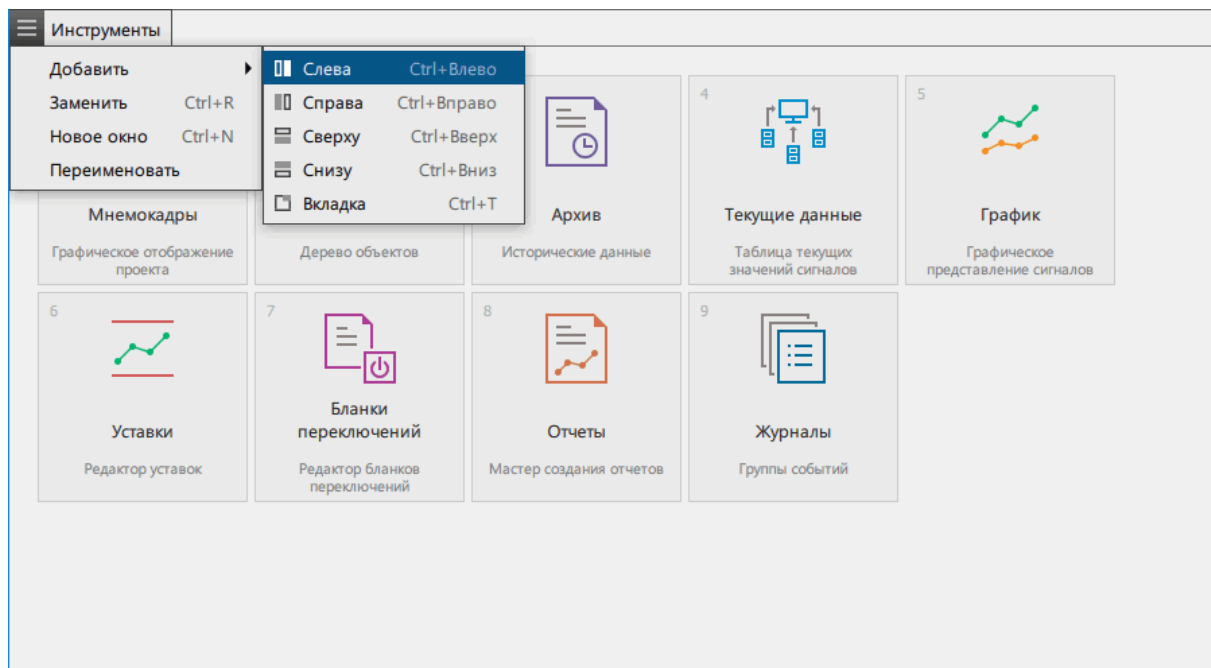 Инструменты
Добавить
Заменить Ctrl+R
Новое окно Ctrl+N
Переименовать
Слева Ctrl+Влево
Справа Ctrl+Вправо
Сверху Ctrl+Вверх
Снизу Ctrl+Вниз
Вкладка Ctrl+T
Мнемокадры
Графическое отображение
проекта
Дерево объектов
Архив
Исторические данные
4
Текущие данные
Таблица текущих
значений сигналов
5
График
Графическое
представление сигналов
6
Уставки
Редактор уставок
7
Бланки
переключений
Редактор бланков
переключений
8
Отчеты
Мастер создания отчетов
9
Журналы
Группы событий